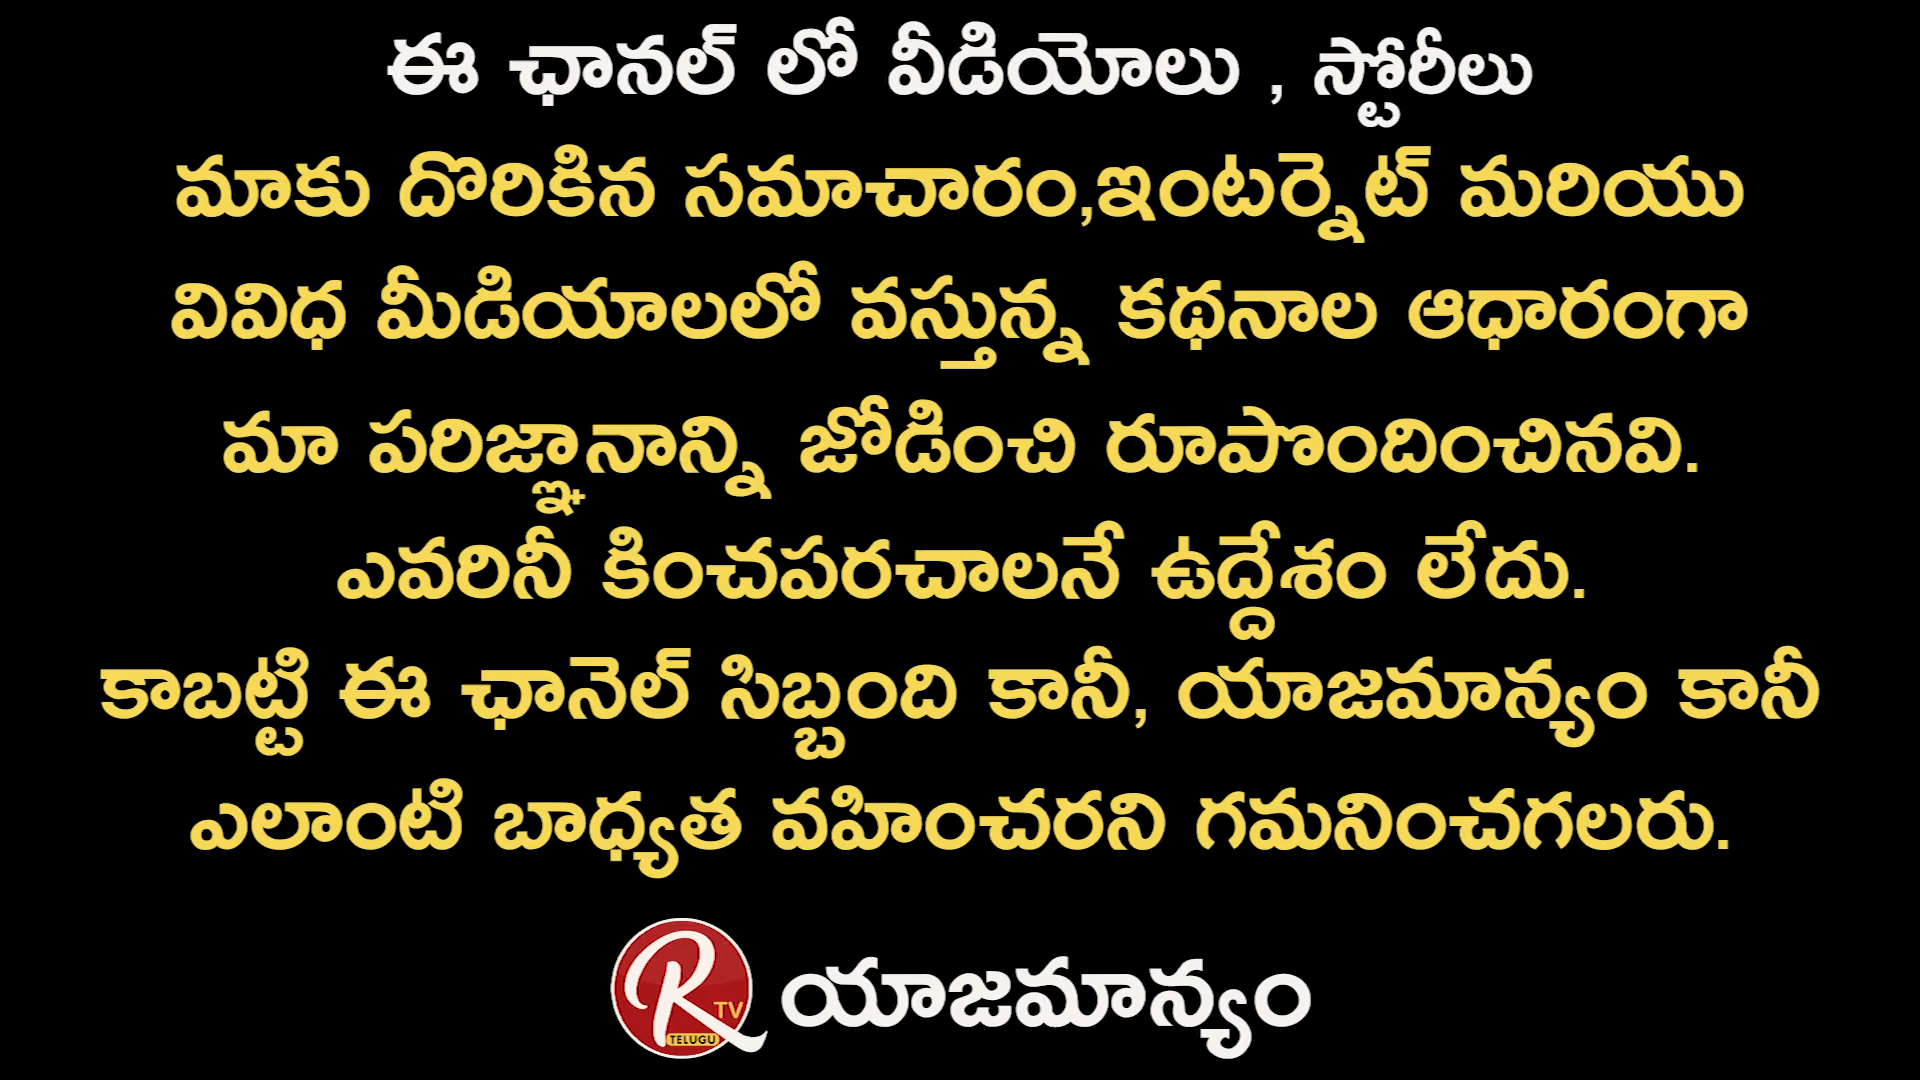 ఈ ఛానల్ లో వీడియోలు , స్టోరీలు
మాకు దొరికిన సమాచారం,ఇంటర్నెట్ మరియు
వివిధ మీడియాలలో వస్తున్న కథనాల ఆధారంగా
మా పరిజ్ఞానాన్ని జోడించి రూపొందించినవి.
ఎవరినీ కించపరచాలనే ఉద్దేశం లేదు.
కాబట్టి ఈ ఛానెల్ సిబ్బంది కానీ, యాజమాన్యం కానీ
ఎలాంటి బాధ్యత వహించరని గమనించగలరు.
R TV TELUGU యాజమాన్యం